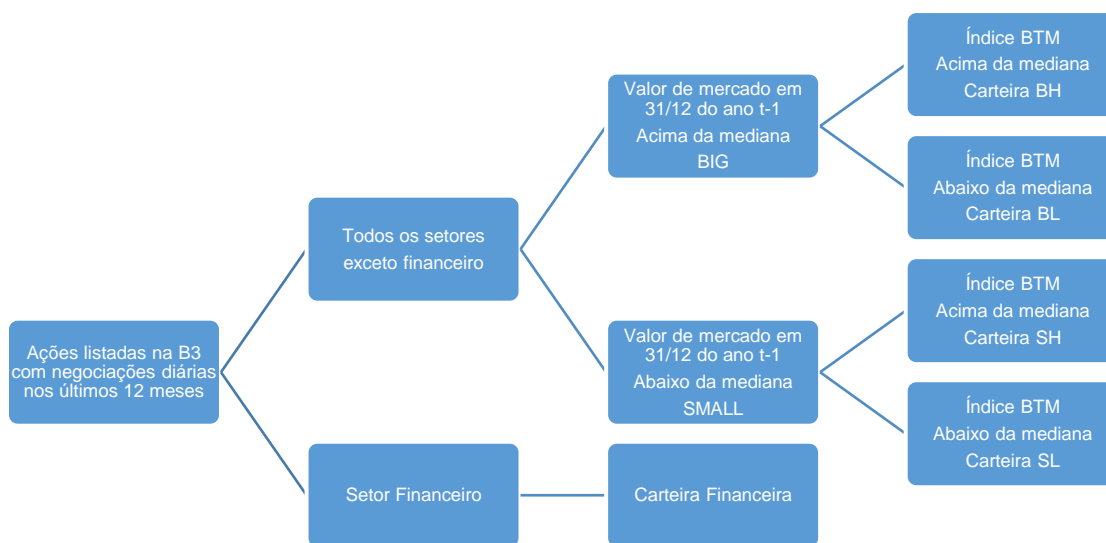 Ações listadas na B3
com negociações diárias
nos últimos 12 meses
Todos os setores
exceto financeiro
Valor de mercado em
31/12 do ano t-1
Acima da mediana
BIG
Índice BTM
Acima da mediana
Carteira BH
Índice BTM
Abaixo da mediana
Carteira BL
Valor de mercado em
31/12 do ano t-1
Abaixo da mediana
SMALL
Índice BTM
Acima da mediana
Carteira SH
Índice BTM
Abaixo da mediana
Carteira SL
Setor Financeiro
Carteira Financeira